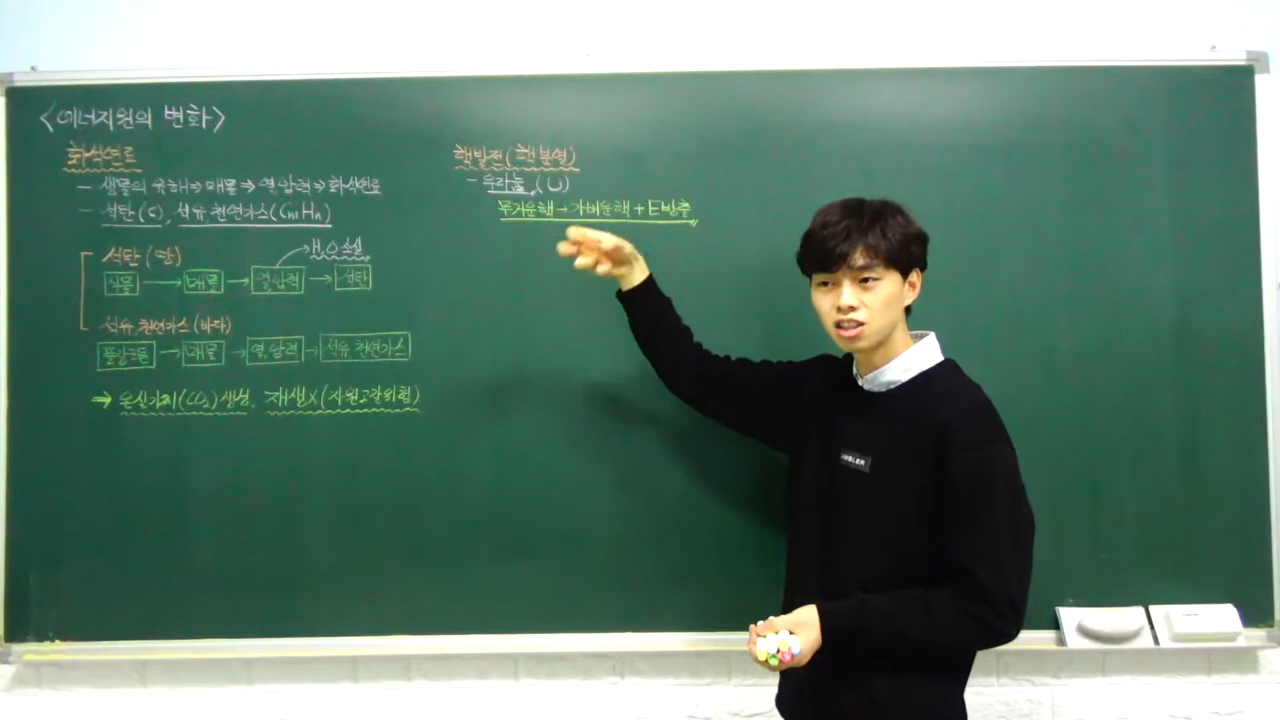 <에너지원의 변화>
화석연료
- 생물의 유해⇒매몰⇒열,압력⇒화석연료
- 석탄(C), 석유,천연가스(CmHn)
석탄(땅)
H₂O 손실
식물 → 매몰 → 열,압력 → 석탄
석유,천연가스(바다)
플랑크톤 → 매몰 → 열,압력 → 석유,천연가스
⇒ 온실기체(CO₂)생성, 재생X(자원고갈위험)
핵발전(핵분열)
- 우라늄(U)
무거운핵→가벼운핵+E방출
AMBLER